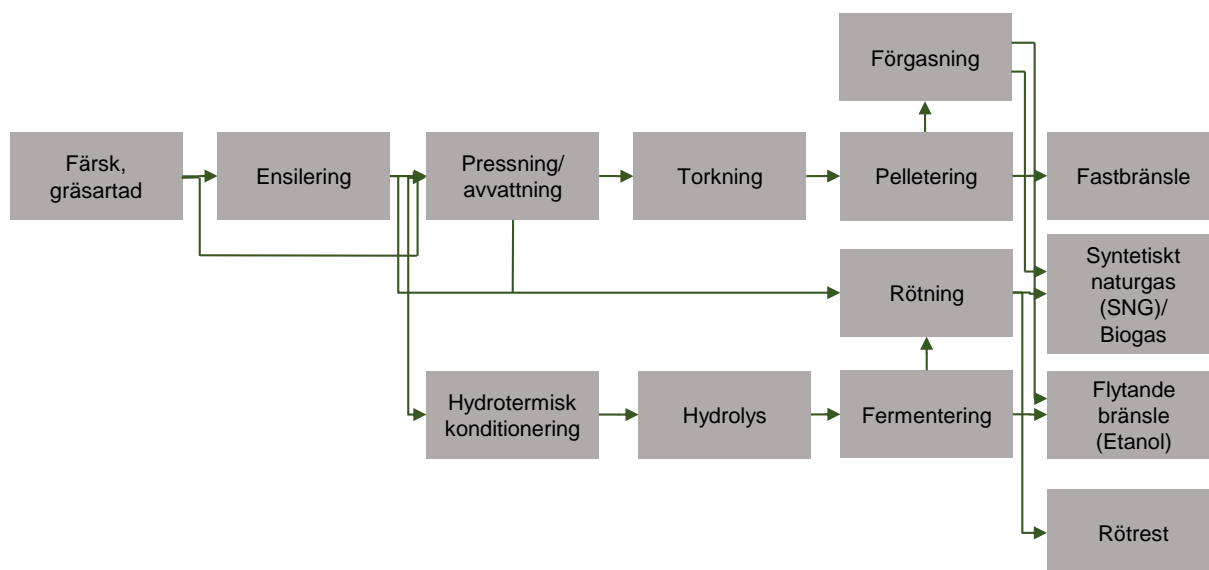 Förgasning
Färsk,
gräsartad
Ensilering
Pressning/
avvattning
Torkning
Pelletering
Fastbränsle
Rötning
Syntetiskt
naturgas
(SNG)/
Biogas
Hydrotermisk
konditionering
Hydrolys
Fermentering
Flytande
bränsle
(Etanol)
Rötrest